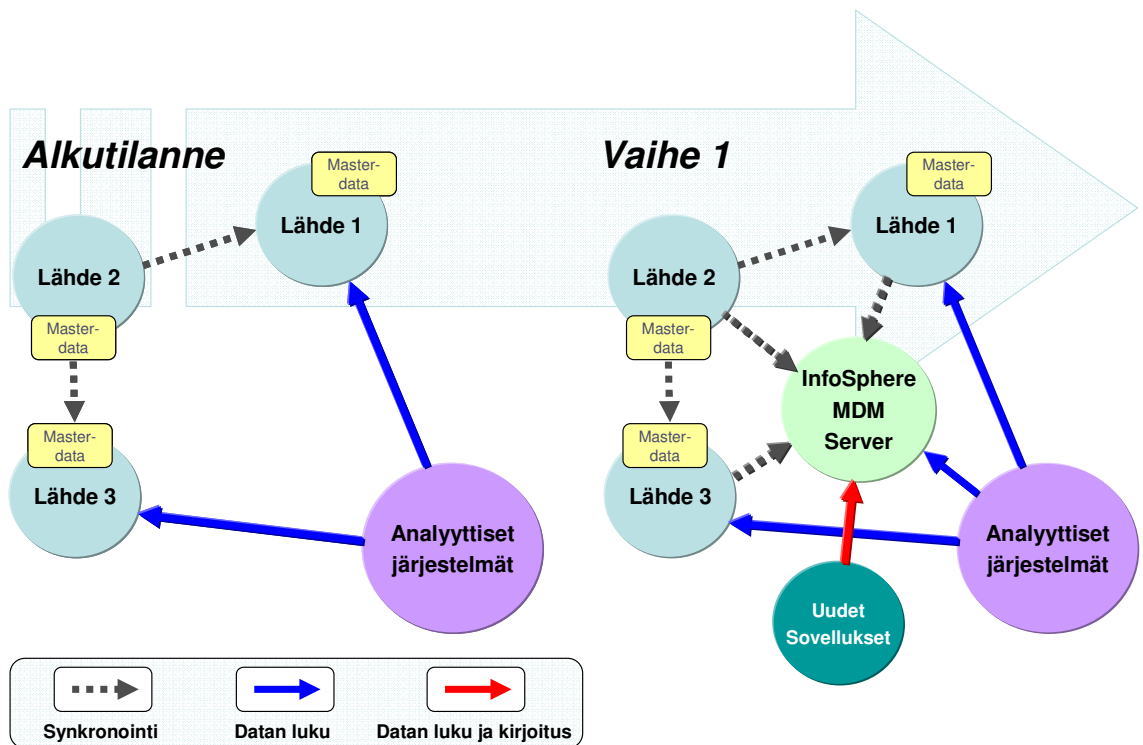 Alkutilanne
Master-
data
Lähde 1
Lähde 2
Master-
data
Master-
data
Lähde 3
Analyyttiset
järjestelmät
Vaihe 1
Master-
data
Lähde 1
Lähde 2
Master-
data
InfoSphere
MDM
Server
Master-
data
Lähde 3
Analyyttiset
järjestelmät
Uudet
Sovellukset
Synkronointi
Datan luku
Datan luku ja kirjoitus